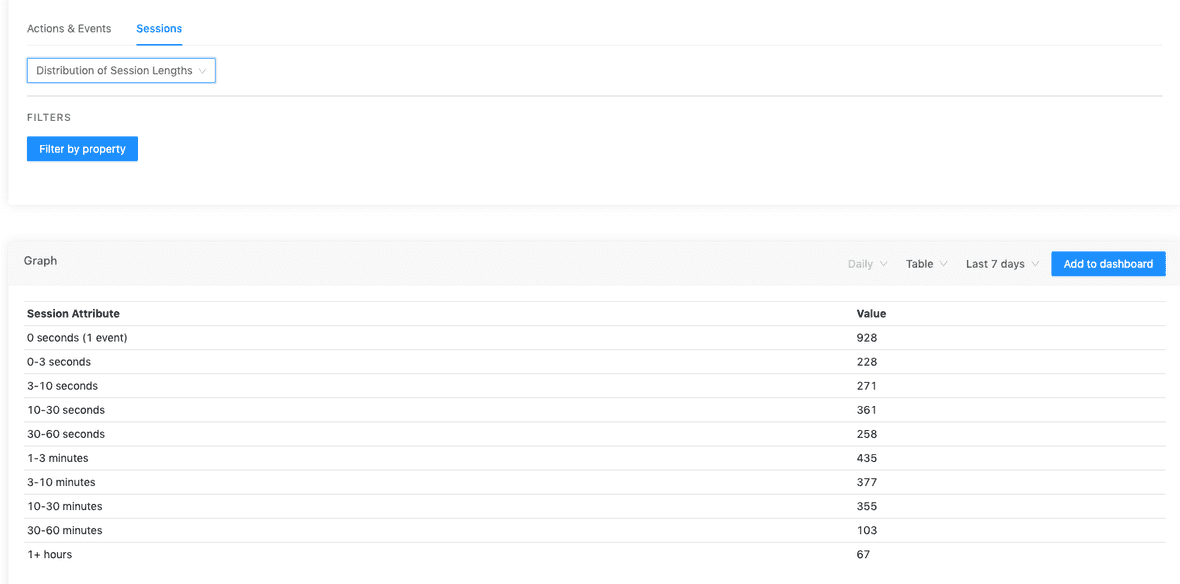 Actions & Events Sessions
Distribution of Session Lengths
FILTERS
Filter by property
Graph Daily Table Last 7 days Add to dashboard
Session Attribute Value
0 seconds (1 event) 928
0-3 seconds 228
3-10 seconds 271
10-30 seconds 361
30-60 seconds 258
1-3 minutes 435
3-10 minutes 377
10-30 minutes 355
30-60 minutes 103
1+ hours 67